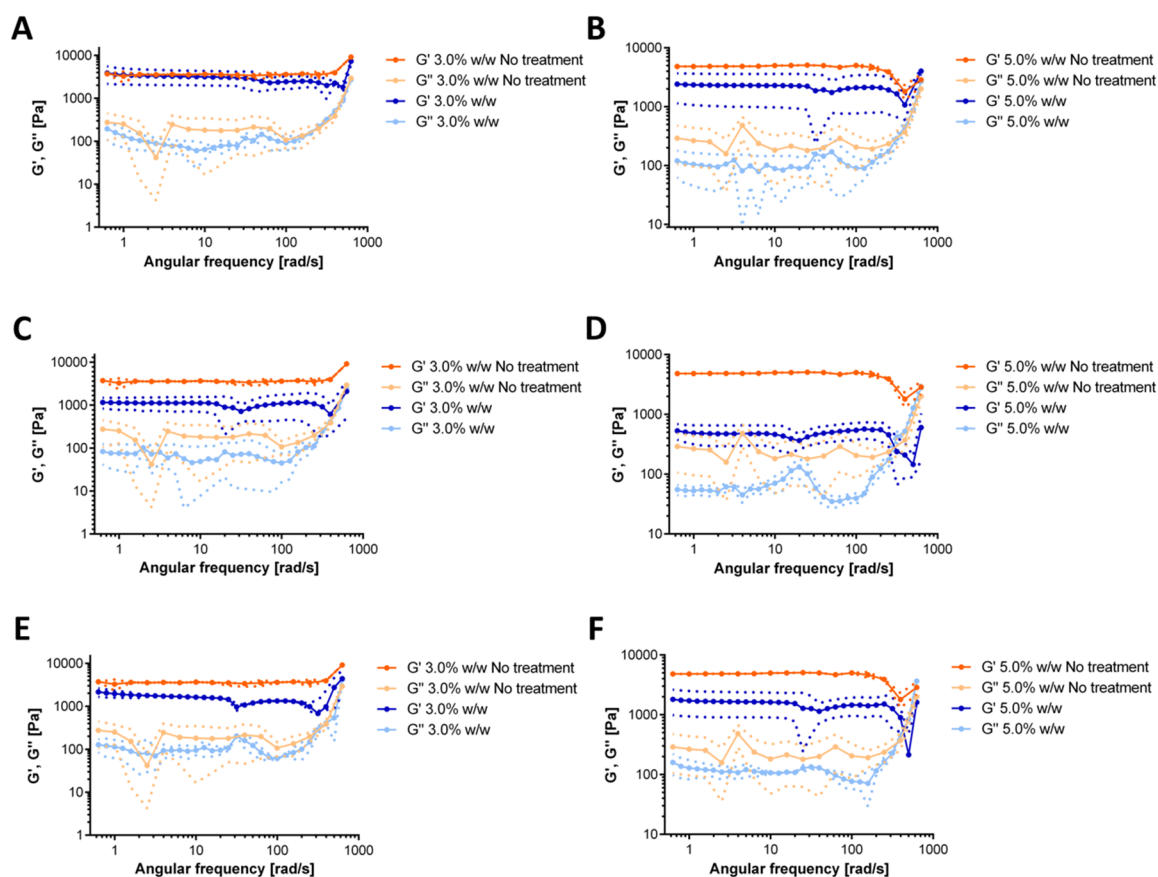 A
G', G'' [Pa]
10000
1000
100
10
1
1
10
100
1000
Angular frequency [rad/s]
G' 3.0% w/w No treatment
G'' 3.0% w/w No treatment
G' 3.0% w/w
G'' 3.0% w/w
B
G', G'' [Pa]
10000
1000
100
10
1
10
100
1000
Angular frequency [rad/s]
G' 5.0% w/w No treatment
G'' 5.0% w/w No treatment
G' 5.0% w/w
G'' 5.0% w/w
C
G', G'' [Pa]
10000
1000
100
10
1
1
10
100
1000
Angular frequency [rad/s]
G' 3.0% w/w No treatment
G'' 3.0% w/w No treatment
G' 3.0% w/w
G'' 3.0% w/w
D
G', G'' [Pa]
10000
1000
100
10
1
10
100
1000
Angular frequency [rad/s]
G' 5.0% w/w No treatment
G'' 5.0% w/w No treatment
G' 5.0% w/w
G'' 5.0% w/w
E
G', G'' [Pa]
10000
1000
100
10
1
1
10
100
1000
Angular frequency [rad/s]
G' 3.0% w/w No treatment
G'' 3.0% w/w No treatment
G' 3.0% w/w
G'' 3.0% w/w
F
G', G'' [Pa]
10000
1000
100
10
1
10
100
1000
Angular frequency [rad/s]
G' 5.0% w/w No treatment
G'' 5.0% w/w No treatment
G' 5.0% w/w
G'' 5.0% w/w